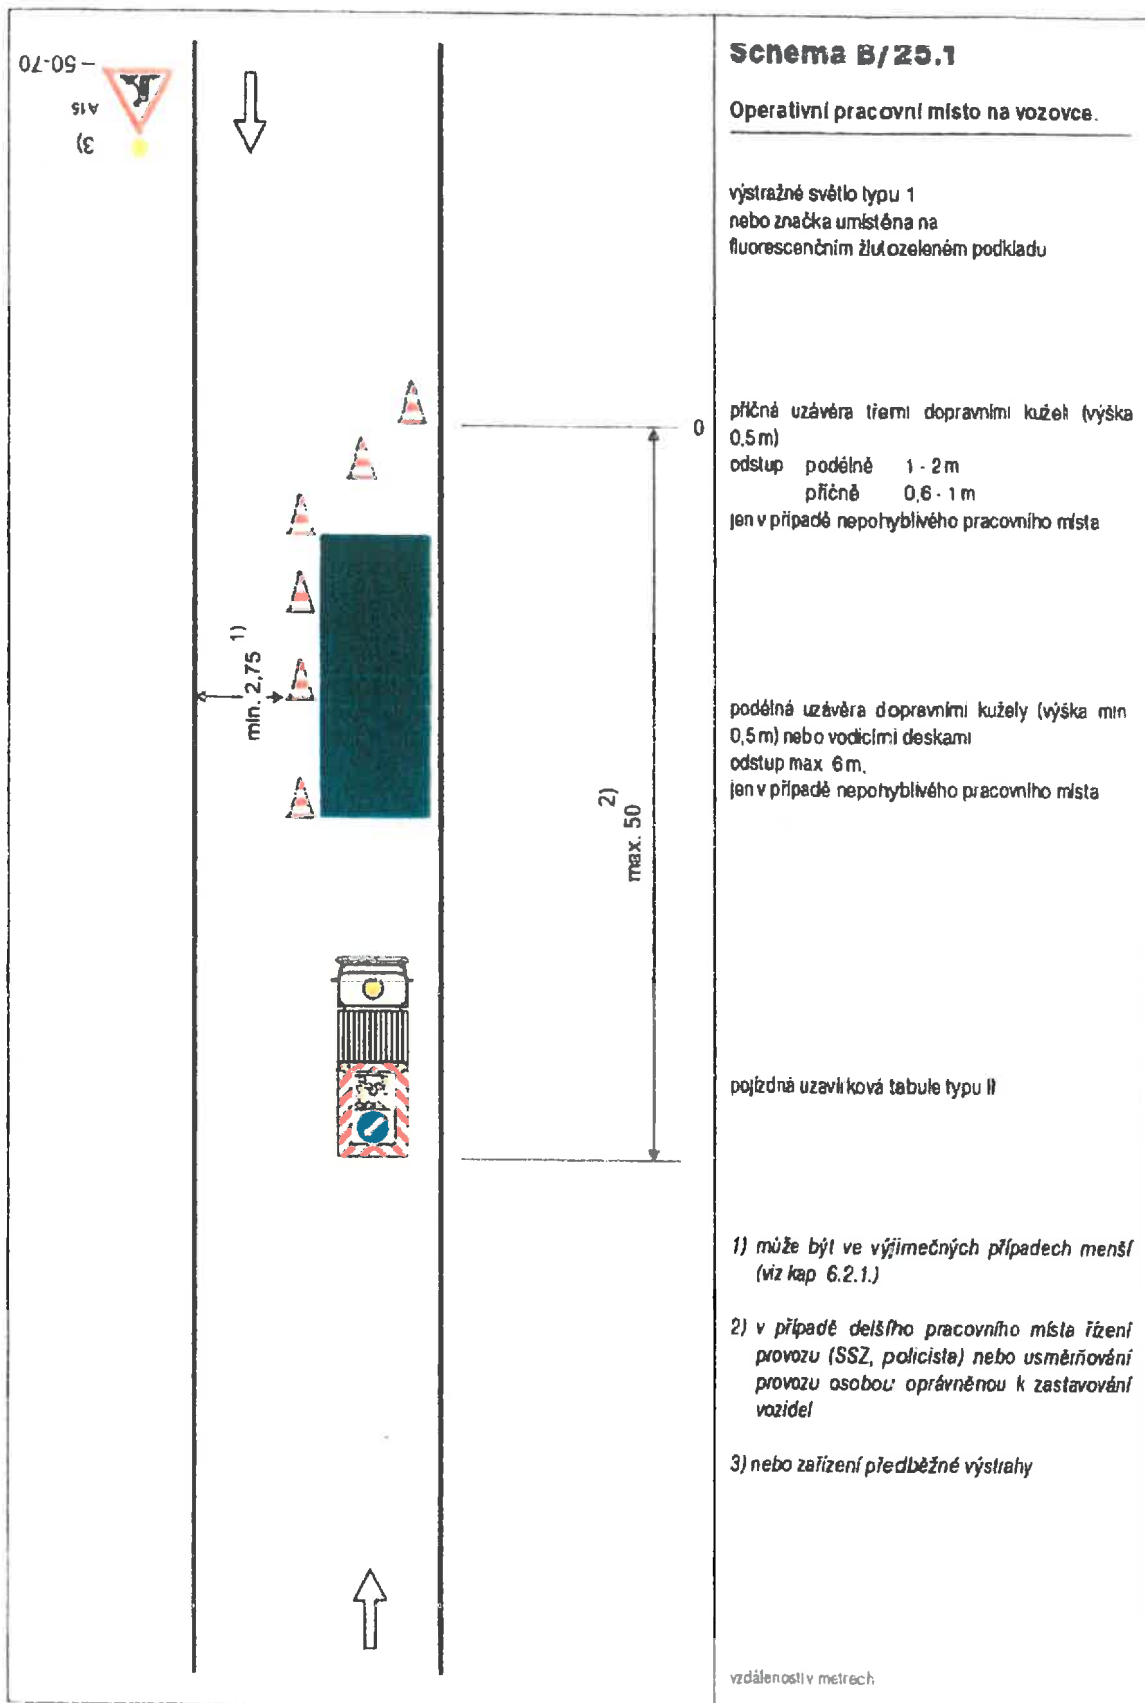 – 50-70
A15
3)
min. 2,75 1)
2)
max. 50
0
Schema B/25.1
Operativní pracovní místo na vozovce.
výstražné světlo typu 1
nebo značka umístěna na
fluorescenčním žlutozeleném podkladu
příčná uzávěra třemi dopravními kužely (výška
0,5 m)
odstup podélně 1 - 2 m
příčně 0,6 - 1 m
jen v případě nepohyblivého pracovního místa
podélná uzávěra dopravními kužely (výška min
0,5 m) nebo vodicími deskami
odstup max 6 m.
jen v případě nepohyblivého pracovního místa
pojízdná uzavírková tabule typu II
1) může být ve výjimečných případech menší
(viz kap 6.2.1.)
2) v případě delšího pracovního místa řízení
provozu (SSZ, policista) nebo usměrňování
provozu osobou oprávněnou k zastavování
vozidel
3) nebo zařízení předběžné výstrahy
vzdálenosti v metrech